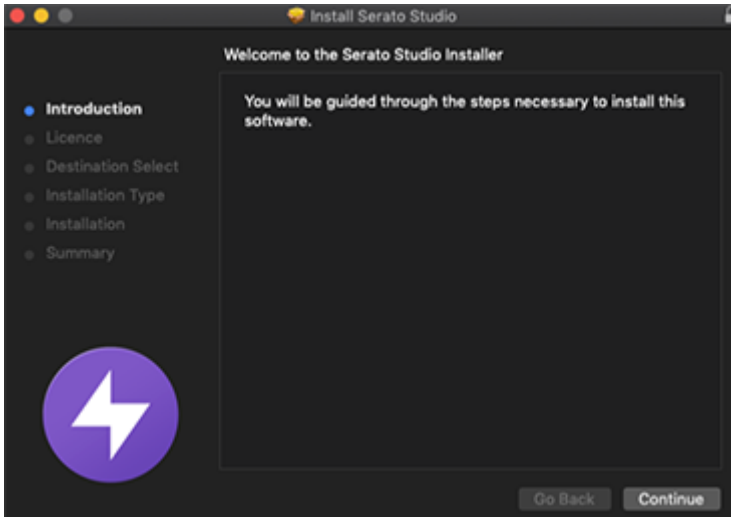 Install Serato Studio
Welcome to the Serato Studio Installer
Introduction
Licence
Destination Select
Installation Type
Installation
Summary
You will be guided through the steps necessary to install this
software.
Go Back
Continue